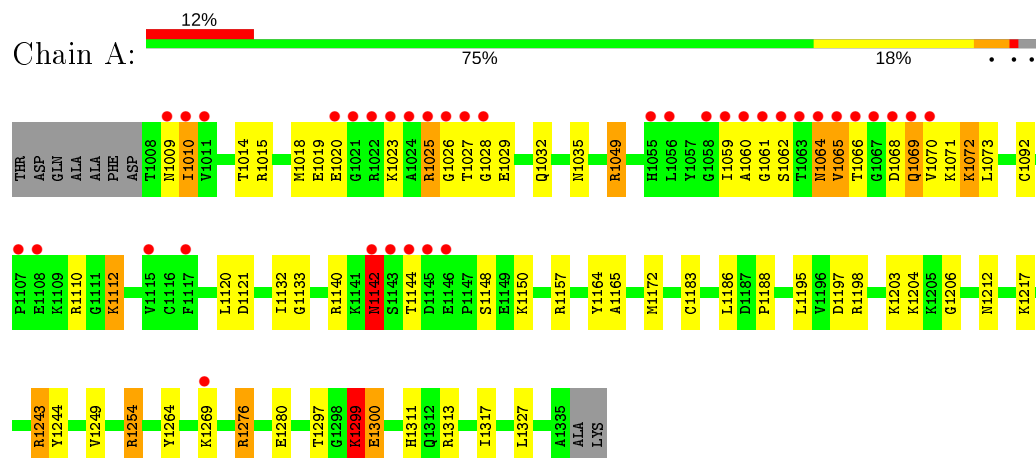 12%
Chain A:
75% 18% • • •
THR ASP GLN ALA ALA PHE ASP T1008 N1009 I1010 V1011 T1014 R1015 M1018 E1019 E1020 G1021 R1022 K1023 A1024 R1025 G1026 T1027 G1028 E1029 Q1032 N1035 R1049 H1055 L1056 Y1057 G1058 I1059 A1060 G1061 S1062 T1063 N1064 V1065 T1066 G1067 D1068 Q1069 V1070 K1071 K1072 L1073 C1092
P1107 E1108 K1109 R1110 G1111 K1112 V1115 C1116 F1117 L1120 D1121 I1132 G1133 R1140 K1141 N1142 S1143 T1144 D1145 E1146 P1147 S1148 E1149 K1150 R1157 Y1164 A1165 M1172 C1183 L1186 D1187 P1188 L1195 V1196 D1197 R1198 K1203 K1204 K1205 G1206 N1212 K1217
R1243 Y1244 V1249 R1254 Y1264 K1269 R1276 E1280 T1297 G1298 K1299 E1300 H1311 Q1312 R1313 I1317 L1327 A1335 ALA LYS